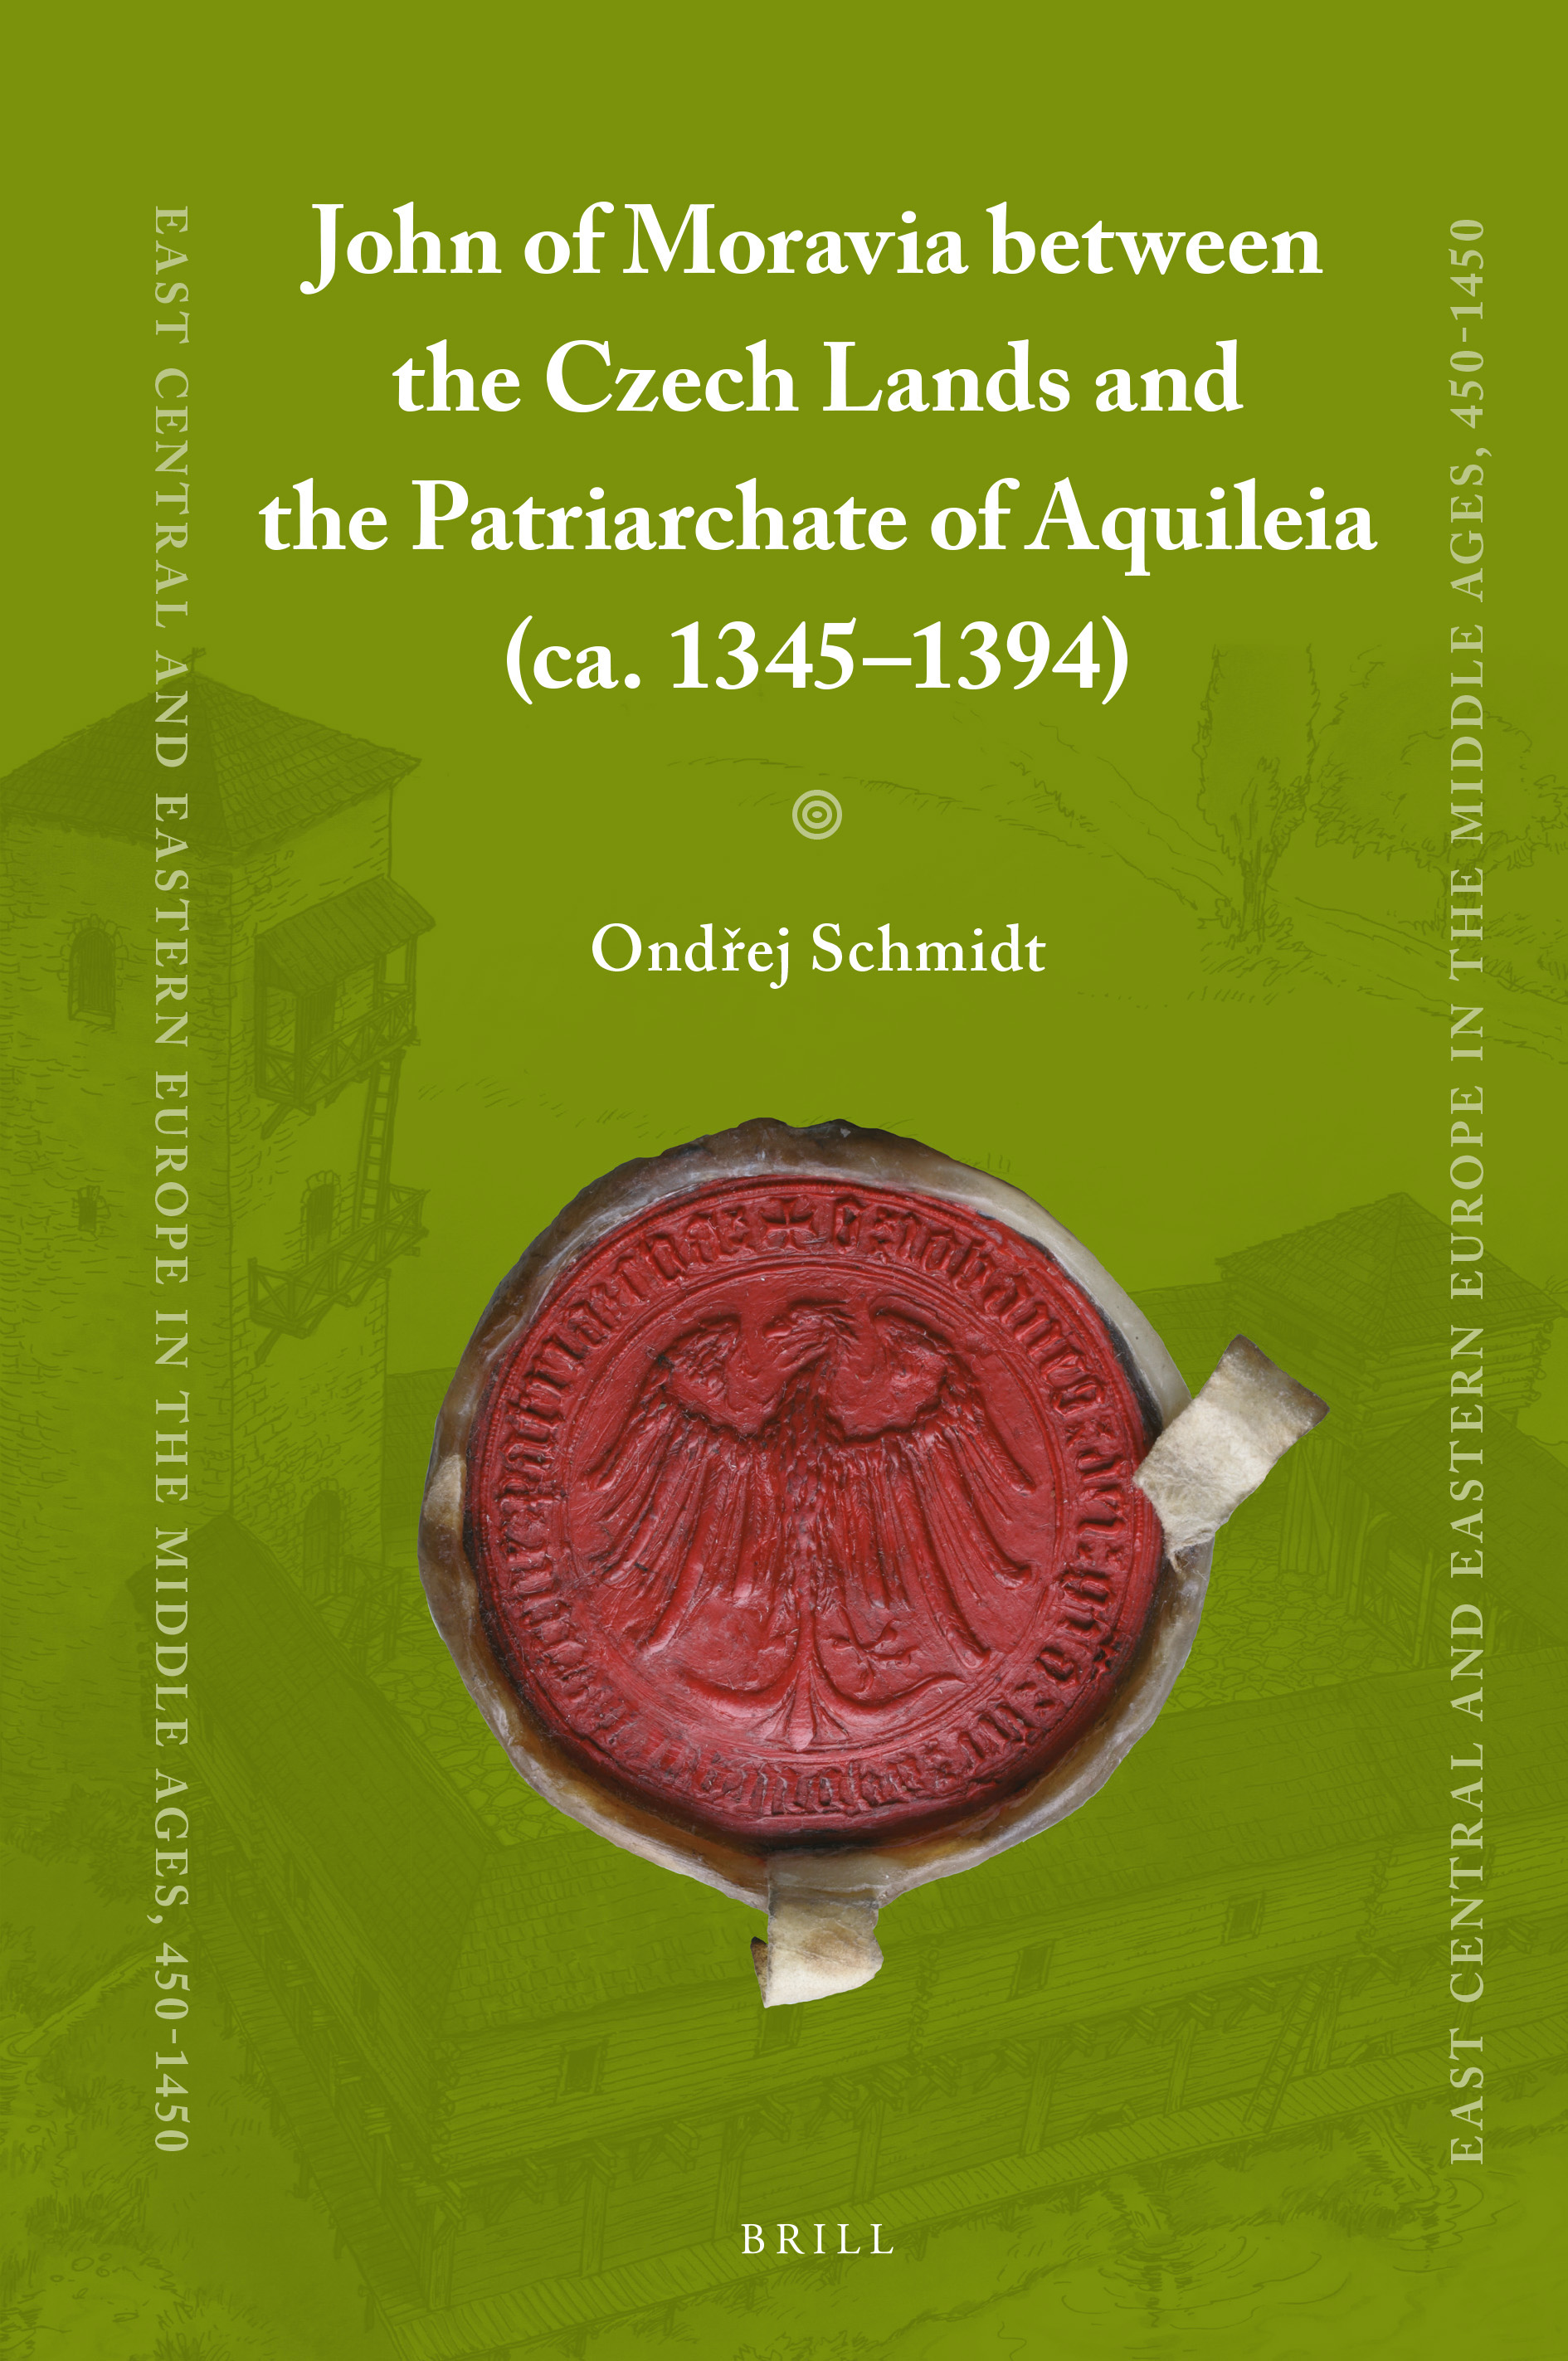 John of Moravia between
the Czech Lands and
the Patriarchate of Aquileia
(ca. 1345–1394)
Ondřej Schmidt
EAST CENTRAL AND EASTERN EUROPE IN THE MIDDLE AGES, 450-1450
EAST CENTRAL AND EASTERN EUROPE IN THE MIDDLE AGES, 450-1450
BRILL